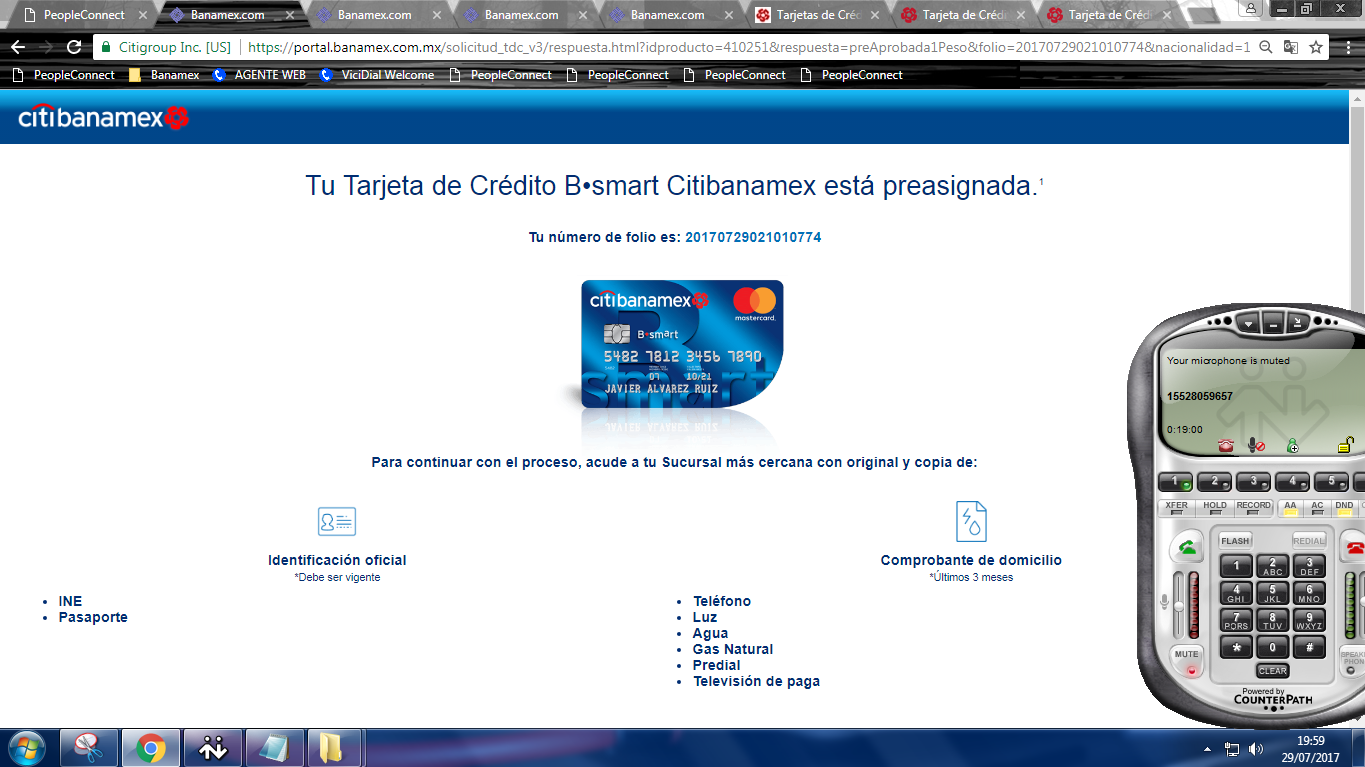 PeopleConnect
Banamex.com
Banamex.com
Banamex.com
Banamex.com
Tarjetas de Créd
Tarjeta de Créd
Tarjeta de Créd
Citigroup Inc. [US] https://portal.banamex.com.mx/solicitud_tdc_v3/respuesta.html?idproducto=410251&respuesta=preAprobada1Peso&folio=20170729021010774&nacionalidad=1
PeopleConnect Banamex AGENTE WEB ViciDial Welcome PeopleConnect PeopleConnect PeopleConnect PeopleConnect
citibanamex
Tu Tarjeta de Crédito B•smart Citibanamex está preasignada.¹
Tu número de folio es: 20170729021010774
citibanamex
mastercard.
B•smart
5482 7812 3456 7890
5482
07 10/21
JAVIER ALVAREZ RUIZ
smart
Para continuar con el proceso, acude a tu Sucursal más cercana con original y copia de:
Identificación oficial
*Debe ser vigente
• INE
• Pasaporte
Comprobante de domicilio
*Últimos 3 meses
• Teléfono
• Luz
• Agua
• Gas Natural
• Predial
• Televisión de paga
Your microphone is muted
15528059657
0:19:00
1 2 3 4 5
XFER HOLD RECORD AA AC DND
FLASH REDIAL
1 2 ABC 3 DEF
4 GHI 5 JKL 6 MNO
7 PQRS 8 TUV 9 WXYZ
* 0 #
MUTE
CLEAR
SPEAK
PHON
Powered by
COUNTERPATH
19:59
29/07/2017